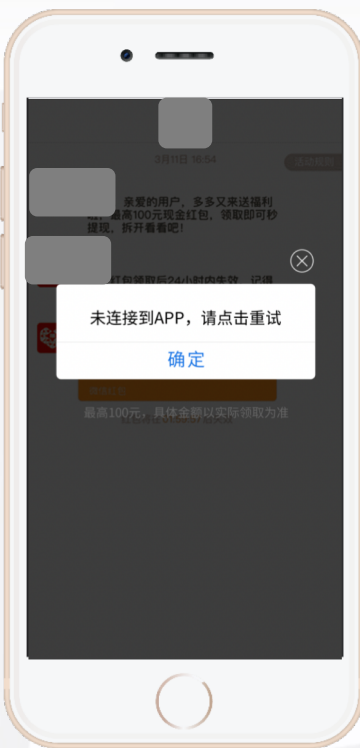 3月11日 16:54
活动规则
亲爱的用户，多多又来送福利
啦，最高100元现金红包，领取即可秒
提现，拆开看看吧！
红包领取后24小时内失效，记得
未连接到APP，请点击重试
确定
最高100元，具体金额以实际领取为准